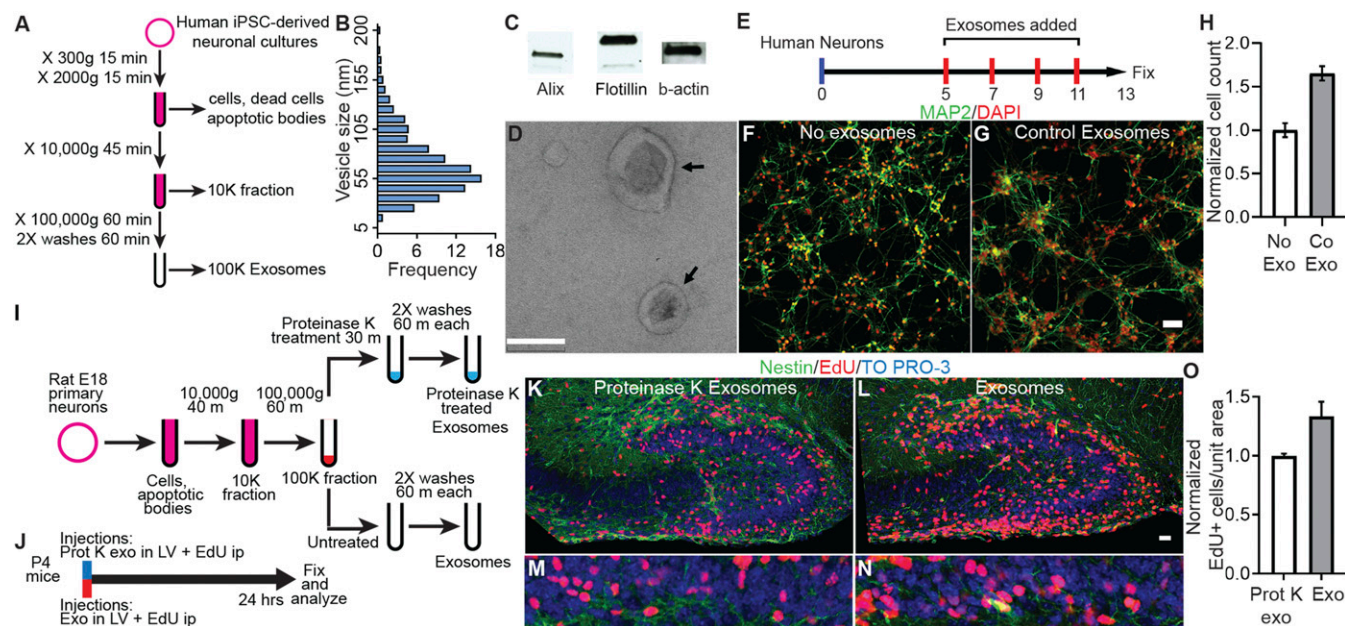 A
Human iPSC-derived
neuronal cultures
X 300g 15 min
X 2000g 15 min
cells, dead cells
apoptotic bodies
X 10,000g 45 min
10K fraction
X 100,000g 60 min
2X washes 60 min
100K Exosomes
B
Vesicle size (nm)
200
155
105
55
5
0 6 12 18
Frequency
C
Alix Flotillin b-actin
D
E
Exosomes added
Human Neurons
Fix
0 5 7 9 11 13
MAP2/DAPI
F No exosomes
G Control Exosomes
H
Normalized cell count
2.0
1.5
1.0
0.5
0.0
No Co
Exo Exo
I
Rat E18
primary
neurons
10,000g
40 m
100,000g
60 m
Cells,
apoptotic
bodies
10K
fraction
100K fraction
Proteinase K
treatment 30 m
2X washes
60 m each
Proteinase K
treated
Exosomes
Untreated
2X washes
60 m each
Exosomes
J
Injections:
Prot K exo in LV + EdU ip
P4
mice
24 hrs
Fix
and
analyze
Injections:
Exo in LV + EdU ip
Nestin/EdU/TO PRO-3
K Proteinase K Exosomes
L Exosomes
M
N
O
Normalized
EdU+ cells/unit area
1.5
1.0
0.5
0.0
Prot K Exo
exo